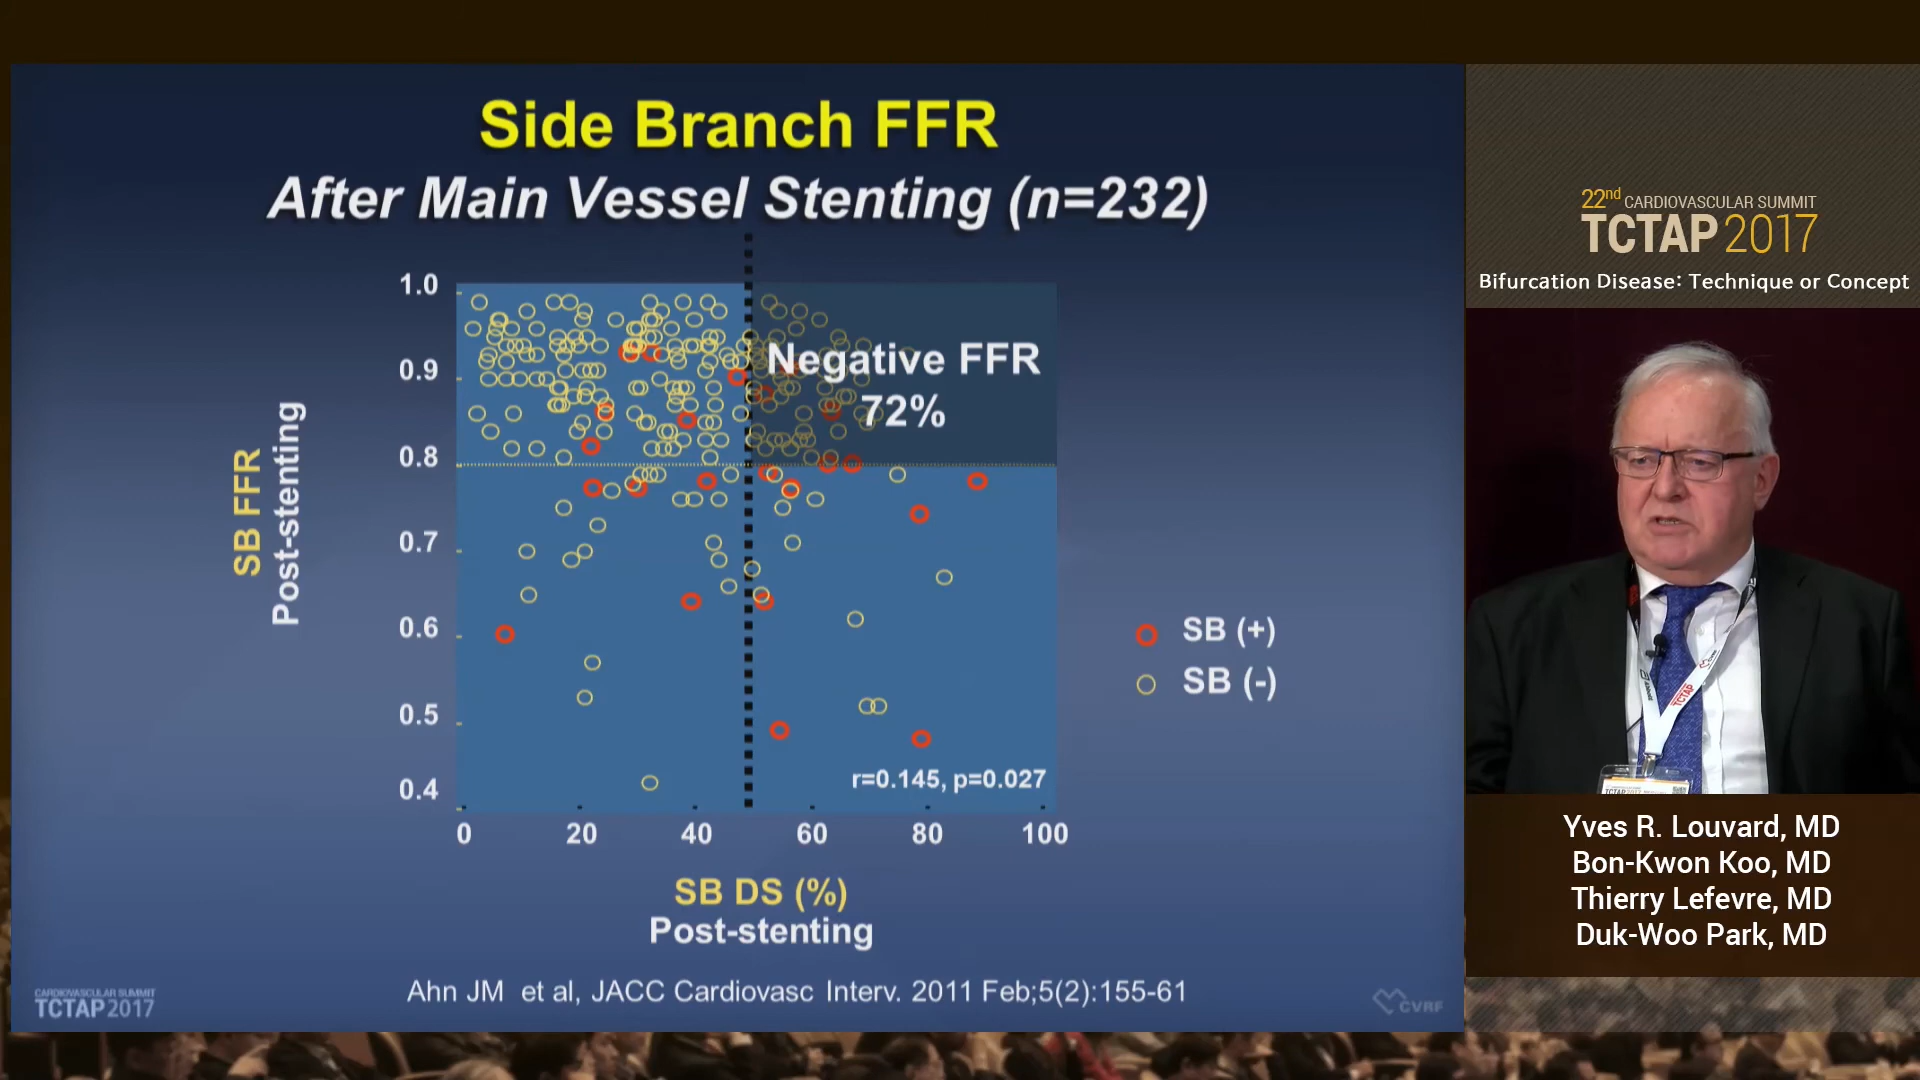 Side Branch FFR
After Main Vessel Stenting (n=232)
1.0
0.9
0.8
0.7
0.6
0.5
0.4
SB FFR
Post-stenting
Negative FFR
72%
r=0.145, p=0.027
0 20 40 60 80 100
SB DS (%)
Post-stenting
SB (+)
SB (-)
Ahn JM et al, JACC Cardiovasc Interv. 2011 Feb;5(2):155-61
CARDIOVASCULAR SUMMIT
TCTAP2017
CVRF
22nd CARDIOVASCULAR SUMMIT
TCTAP 2017
Bifurcation Disease: Technique or Concept
TCTAP
Yves R. Louvard, MD
Bon-Kwon Koo, MD
Thierry Lefevre, MD
Duk-Woo Park, MD